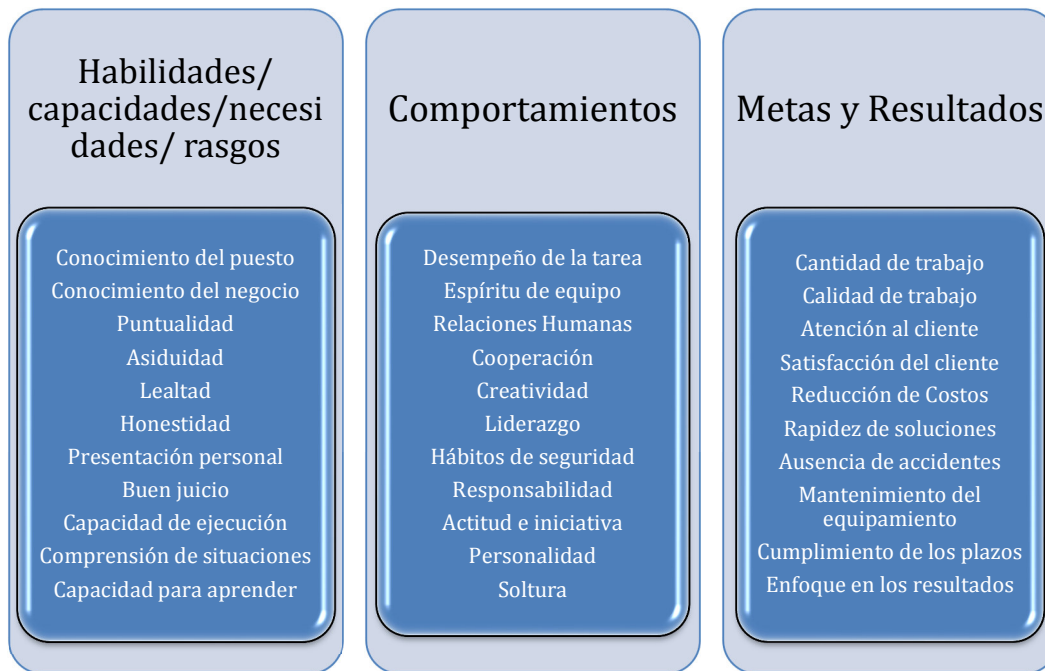 Habilidades/
capacidades/necesi
dades/ rasgos
Conocimiento del puesto
Conocimiento del negocio
Puntualidad
Asiduidad
Lealtad
Honestidad
Presentación personal
Buen juicio
Capacidad de ejecución
Comprensión de situaciones
Capacidad para aprender
Comportamientos
Desempeño de la tarea
Espíritu de equipo
Relaciones Humanas
Cooperación
Creatividad
Liderazgo
Hábitos de seguridad
Responsabilidad
Actitud e iniciativa
Personalidad
Soltura
Metas y Resultados
Cantidad de trabajo
Calidad de trabajo
Atención al cliente
Satisfacción del cliente
Reducción de Costos
Rapidez de soluciones
Ausencia de accidentes
Mantenimiento del
equipamiento
Cumplimiento de los plazos
Enfoque en los resultados